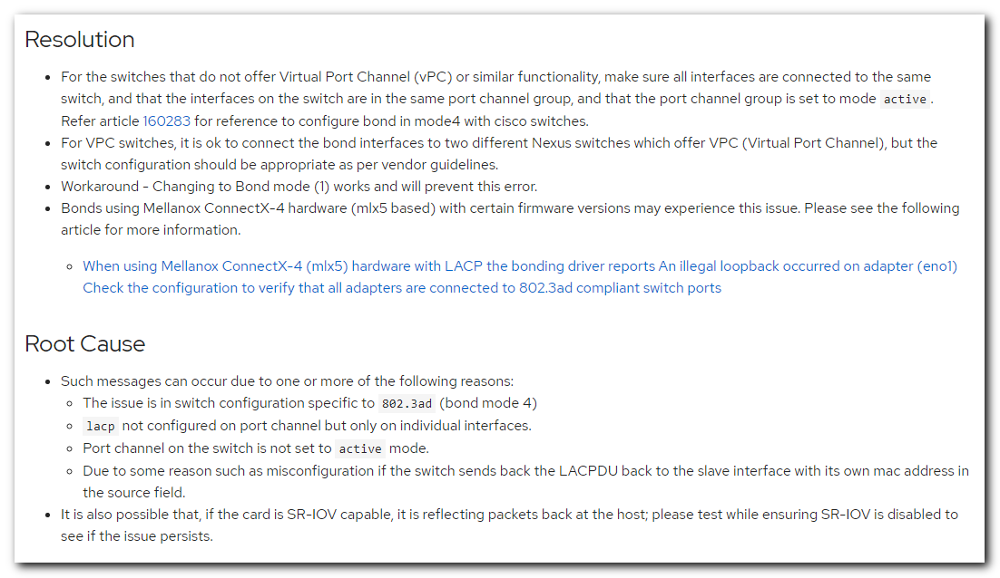 Resolution
• For the switches that do not offer Virtual Port Channel (vPC) or similar functionality, make sure all interfaces are connected to the same
switch, and that the interfaces on the switch are in the same port channel group, and that the port channel group is set to mode active.
Refer article 160283 for reference to configure bond in mode4 with cisco switches.
• For VPC switches, it is ok to connect the bond interfaces to two different Nexus switches which offer VPC (Virtual Port Channel), but the
switch configuration should be appropriate as per vendor guidelines.
• Workaround - Changing to Bond mode (1) works and will prevent this error.
• Bonds using Mellanox ConnectX-4 hardware (mlx5 based) with certain firmware versions may experience this issue. Please see the following
article for more information.
◦ When using Mellanox ConnectX-4 (mlx5) hardware with LACP the bonding driver reports An illegal loopback occurred on adapter (eno1)
Check the configuration to verify that all adapters are connected to 802.3ad compliant switch ports
Root Cause
• Such messages can occur due to one or more of the following reasons:
◦ The issue is in switch configuration specific to 802.3ad (bond mode 4)
◦ lacp not configured on port channel but only on individual interfaces.
◦ Port channel on the switch is not set to active mode.
◦ Due to some reason such as misconfiguration if the switch sends back the LACPDU back to the slave interface with its own mac address in
the source field.
• It is also possible that, if the card is SR-IOV capable, it is reflecting packets back at the host; please test while ensuring SR-IOV is disabled to
see if the issue persists.